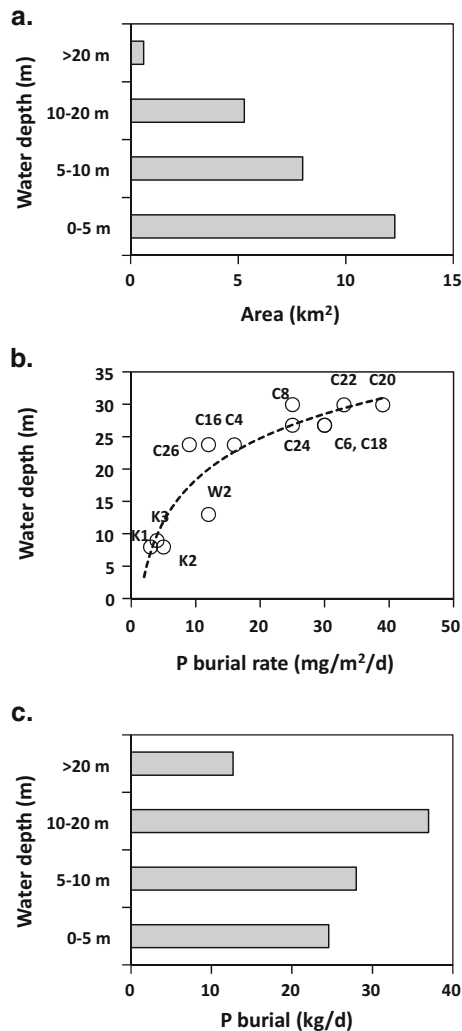 a.
Water depth (m)
>20 m
10-20 m
5-10 m
0-5 m
0 5 10 15
Area (km²)
b.
Water depth (m)
35
30
25
20
15
10
5
0
C8 C22 C20
C26 C16 C4 C24 C6, C18
W2
K3
K1
K2
0 10 20 30 40 50
P burial rate (mg/m²/d)
c.
Water depth (m)
>20 m
10-20 m
5-10 m
0-5 m
0 10 20 30 40
P burial (kg/d)